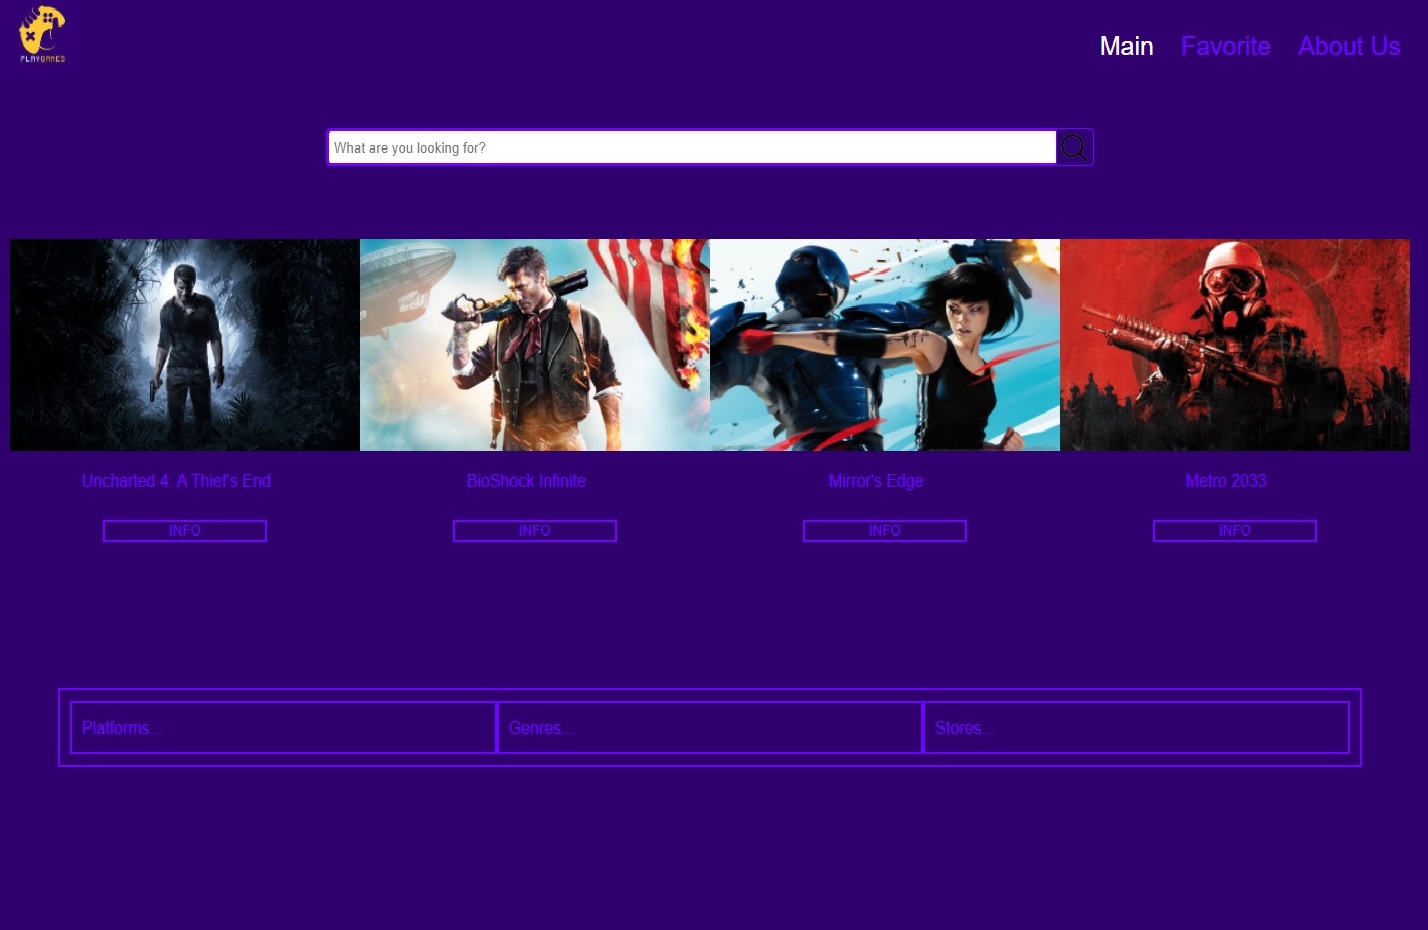 PLAYGAMES
Main Favorite About Us
What are you looking for?
Uncharted 4: A Thief's End
BioShock Infinite
Mirror's Edge
Metro 2033
INFO
INFO
INFO
INFO
Platforms...
Genres...
Stores...